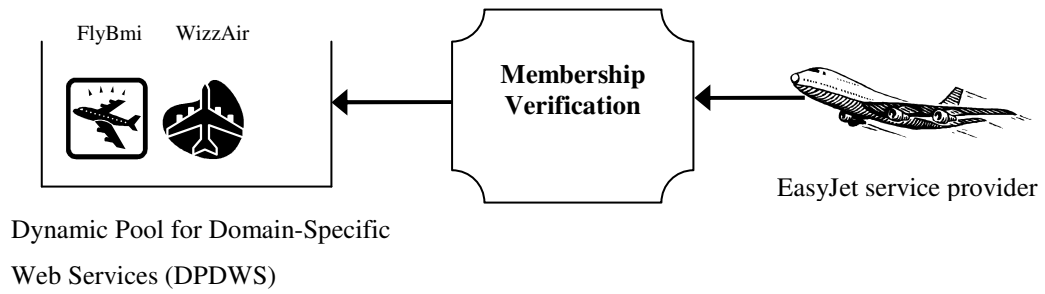 FlyBmi WizzAir
Membership
Verification
EasyJet service provider
Dynamic Pool for Domain-Specific
Web Services (DPDWS)